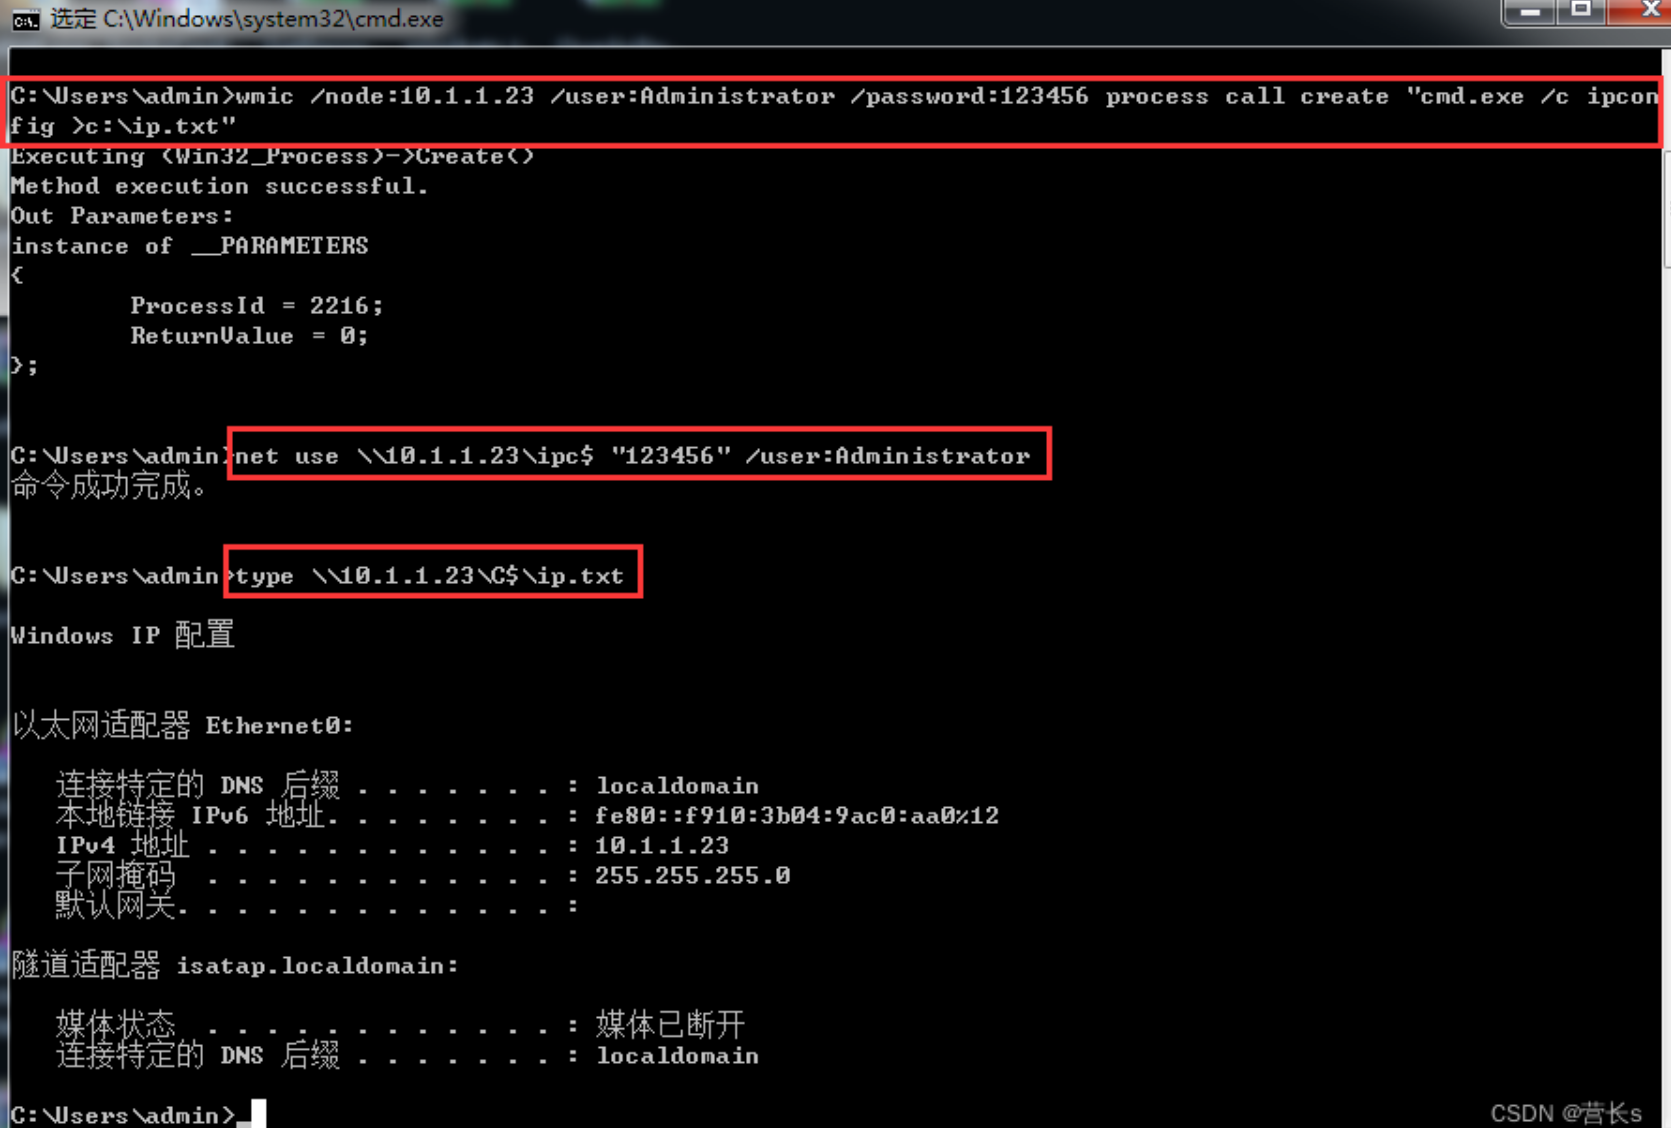 选定 C:\Windows\system32\cmd.exe
C:\Users\admin>wmic /node:10.1.1.23 /user:Administrator /password:123456 process call create "cmd.exe /c ipcon
fig >c:\ip.txt"
Executing (Win32_Process)->Create()
Method execution successful.
Out Parameters:
instance of __PARAMETERS
{
        ProcessId = 2216;
        ReturnValue = 0;
};
C:\Users\admin>net use \\10.1.1.23\ipc$ "123456" /user:Administrator
命令成功完成。
C:\Users\admin>type \\10.1.1.23\C$\ip.txt
Windows IP 配置
以太网适配器 Ethernet0:
   连接特定的 DNS 后缀 . . . . . . . : localdomain
   本地链接 IPv6 地址. . . . . . . . : fe80::f910:3b04:9ac0:aa0%12
   IPv4 地址 . . . . . . . . . . . . : 10.1.1.23
   子网掩码  . . . . . . . . . . . . : 255.255.255.0
   默认网关. . . . . . . . . . . . . :
隧道适配器 isatap.localdomain:
   媒体状态  . . . . . . . . . . . . : 媒体已断开
   连接特定的 DNS 后缀 . . . . . . . : localdomain
C:\Users\admin>_
CSDN @营长s